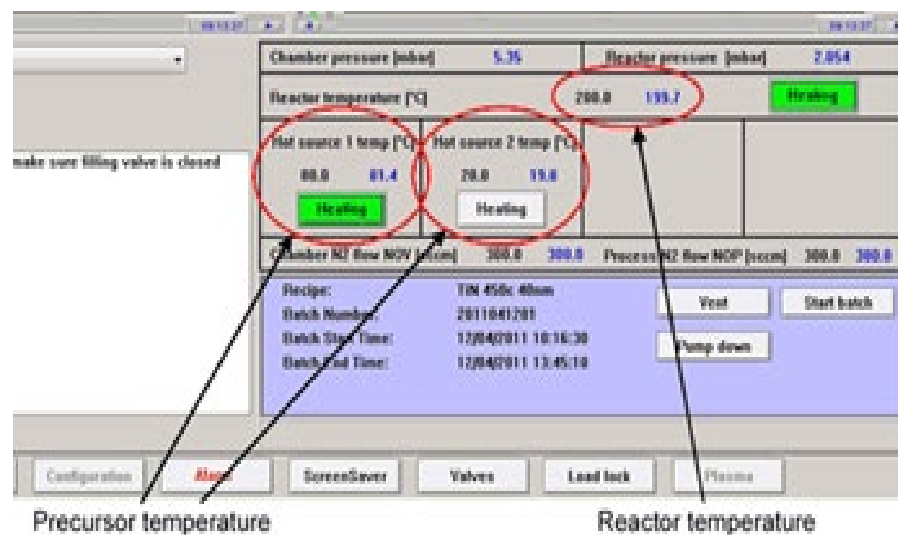 Chamber pressure [mbar] 5.35 Reactor pressure [mbar] 2.054
Reactor temperature [°C] 200.0 199.7 Heating
Hot source 1 temp [°C] Hot source 2 temp [°C]
make sure filling valve is closed
80.0 81.4 20.0 19.8
Heating Heating
Chamber N2 flow NOV [sccm] 300.0 300.0 Process N2 flow NOP [sccm] 300.0 300.0
Recipe: TiN 450c 40nm
Vent Start batch
Batch Number: 2011041201
Batch Start Time: 12/04/2011 10:16:30
Pump down
Batch End Time: 12/04/2011 13:45:10
Configuration Alarm ScreenSaver Valves Load lock Plasma
Precursor temperature Reactor temperature